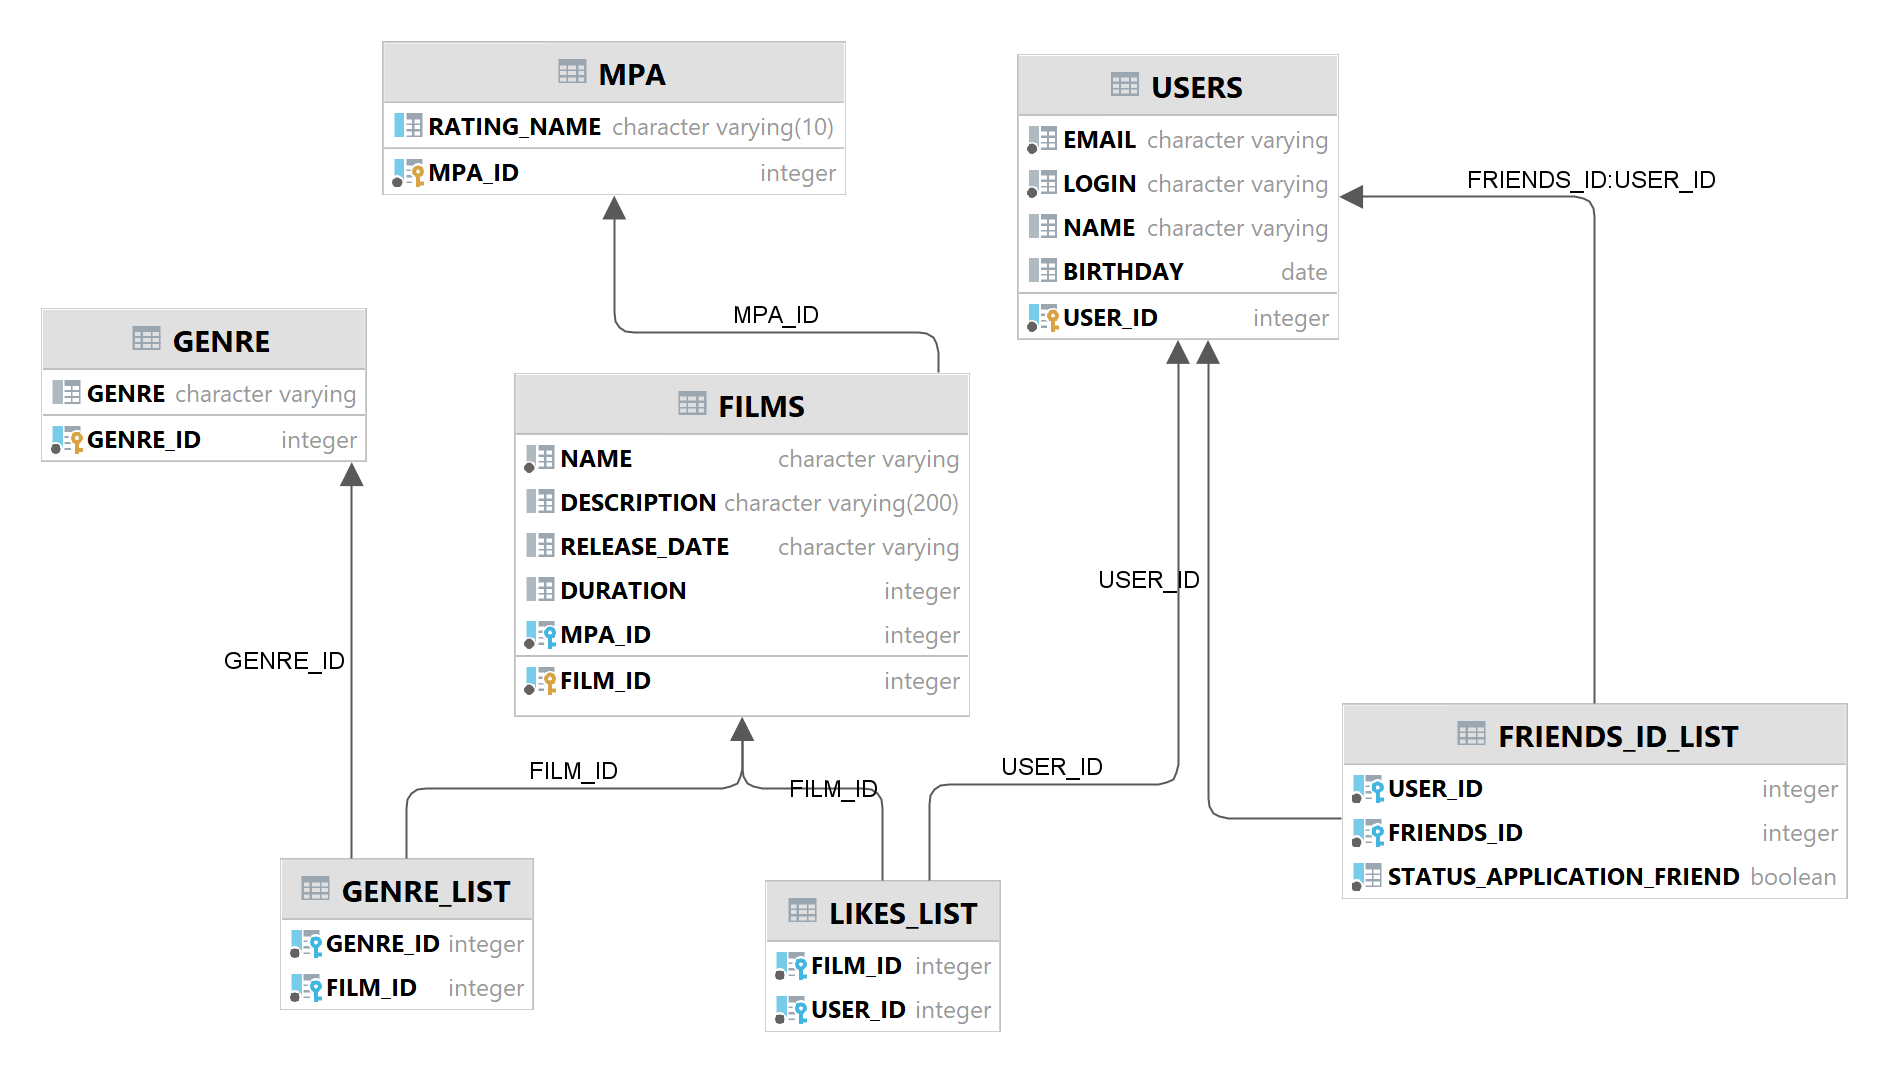 MPA
RATING_NAME character varying(10)
MPA_ID integer
USERS
EMAIL character varying
LOGIN character varying
NAME character varying
BIRTHDAY date
USER_ID integer
FRIENDS_ID:USER_ID
MPA_ID
GENRE
GENRE character varying
GENRE_ID integer
FILMS
NAME character varying
DESCRIPTION character varying(200)
RELEASE_DATE character varying
DURATION integer
MPA_ID integer
FILM_ID integer
USER_ID
GENRE_ID
FILM_ID
FILM_ID
USER_ID
FRIENDS_ID_LIST
USER_ID integer
FRIENDS_ID integer
STATUS_APPLICATION_FRIEND boolean
GENRE_LIST
GENRE_ID integer
FILM_ID integer
LIKES_LIST
FILM_ID integer
USER_ID integer